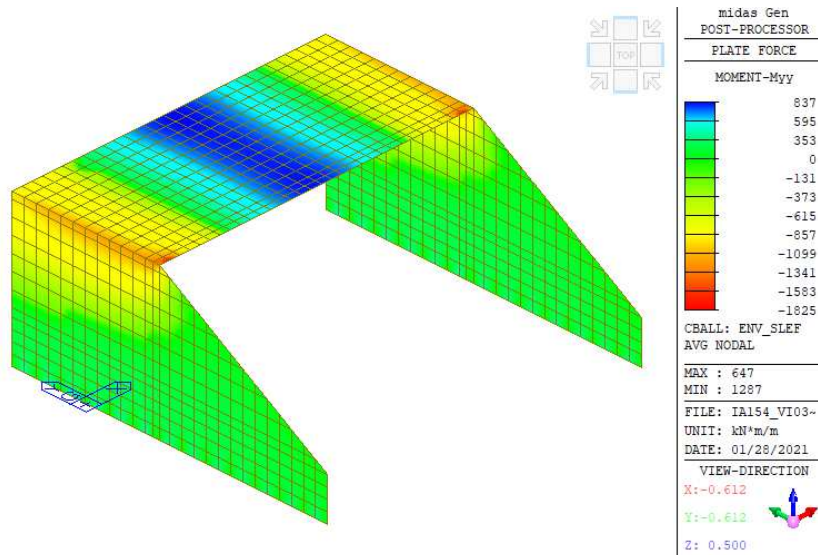 midas Gen
POST-PROCESSOR
PLATE FORCE
MOMENT-Myy
837
595
353
0
-131
-373
-615
-857
-1099
-1341
-1583
-1825
CBALL: ENV_SLEF
AVG NODAL
MAX : 647
MIN : 1287
FILE: IA154_VI03~
UNIT: kN*m/m
DATE: 01/28/2021
VIEW-DIRECTION
X:-0.612
Y:-0.612
Z: 0.500
TOP